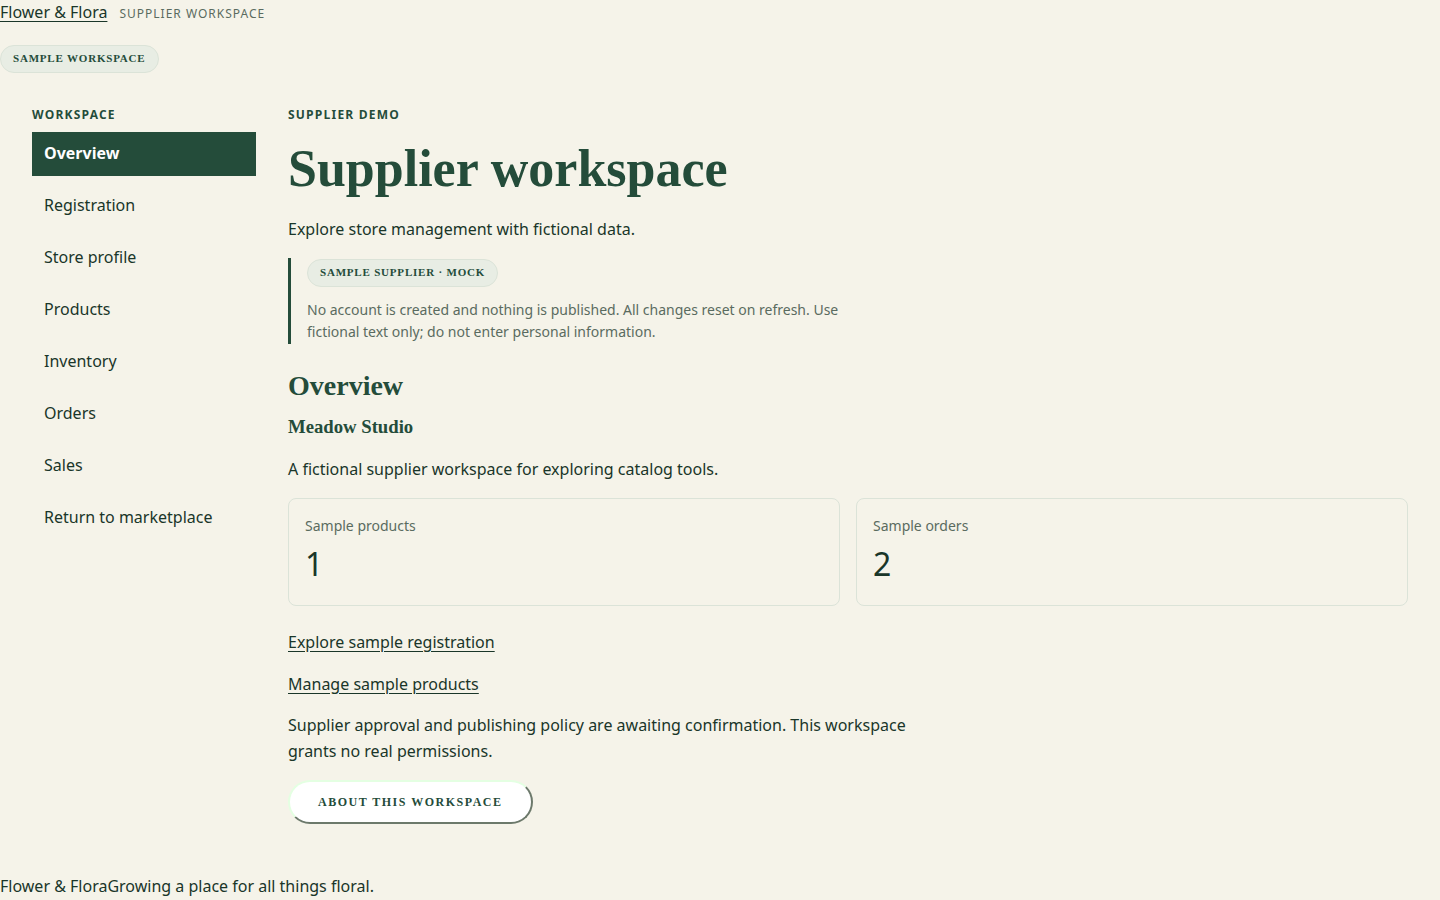 Flower & Flora SUPPLIER WORKSPACE
SAMPLE WORKSPACE
WORKSPACE
Overview
Registration
Store profile
Products
Inventory
Orders
Sales
Return to marketplace
SUPPLIER DEMO
Supplier workspace
Explore store management with fictional data.
SAMPLE SUPPLIER · MOCK
No account is created and nothing is published. All changes reset on refresh. Use
fictional text only; do not enter personal information.
Overview
Meadow Studio
A fictional supplier workspace for exploring catalog tools.
Sample products
1
Sample orders
2
Explore sample registration
Manage sample products
Supplier approval and publishing policy are awaiting confirmation. This workspace
grants no real permissions.
ABOUT THIS WORKSPACE
Flower & FloraGrowing a place for all things floral.